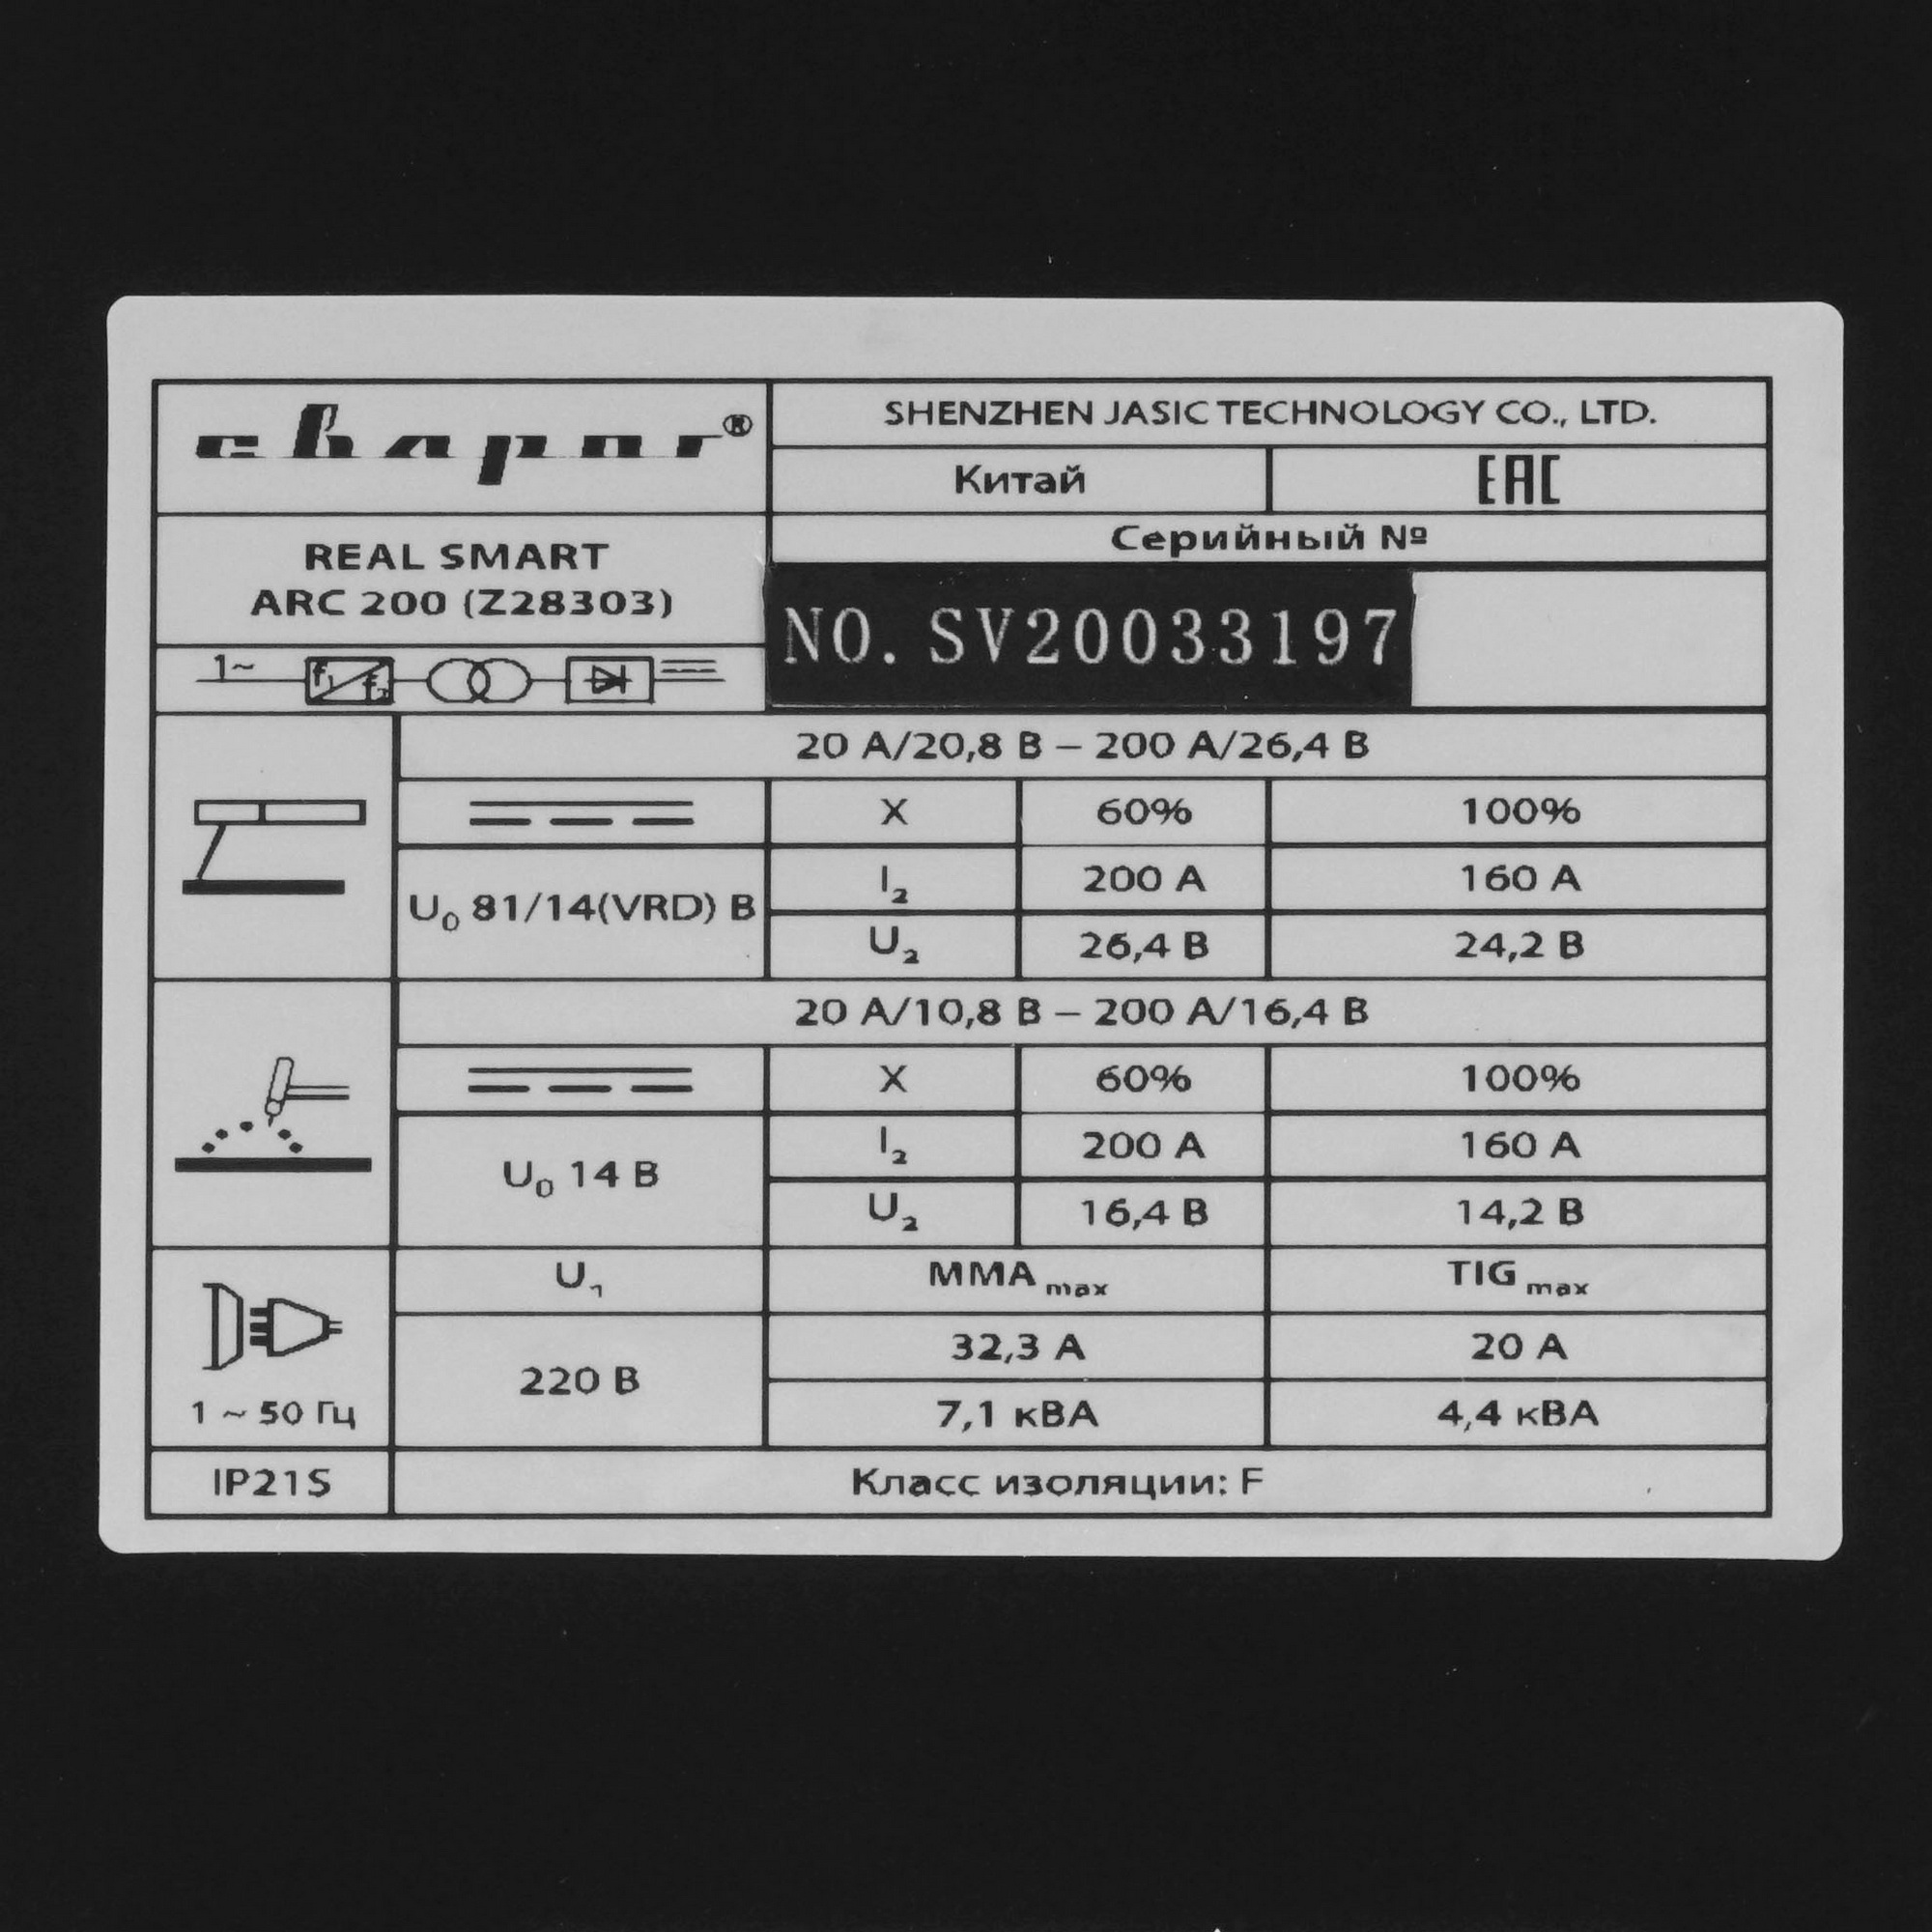 сварог®
SHENZHEN JASIC TECHNOLOGY CO., LTD.
Китай
EAC
REAL SMART
ARC 200 (Z28303)
Серийный №
NO. SV20033197
1~ f₁ f₂
20 А/20,8 В – 200 А/26,4 В
X 60% 100%
U₀ 81/14(VRD) В
I₂ 200 А 160 А
U₂ 26,4 В 24,2 В
20 А/10,8 В – 200 А/16,4 В
X 60% 100%
U₀ 14 В
I₂ 200 А 160 А
U₂ 16,4 В 14,2 В
U₁ MMA max TIG max
1 ~ 50 Гц
220 В
32,3 А 20 А
7,1 кВА 4,4 кВА
IP21S Класс изоляции: F